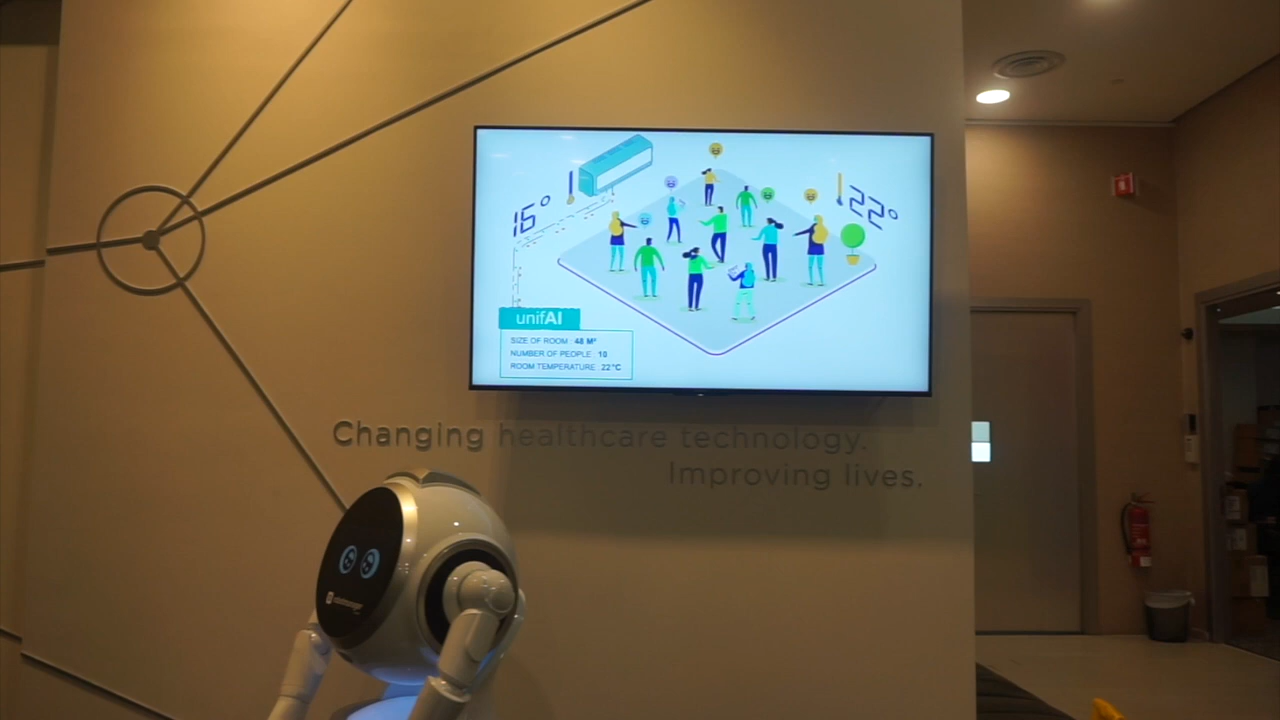 16°
22°
unifAI
SIZE OF ROOM : 48 M²
NUMBER OF PEOPLE : 10
ROOM TEMPERATURE : 22°C
Changing healthcare technology.
Improving lives.